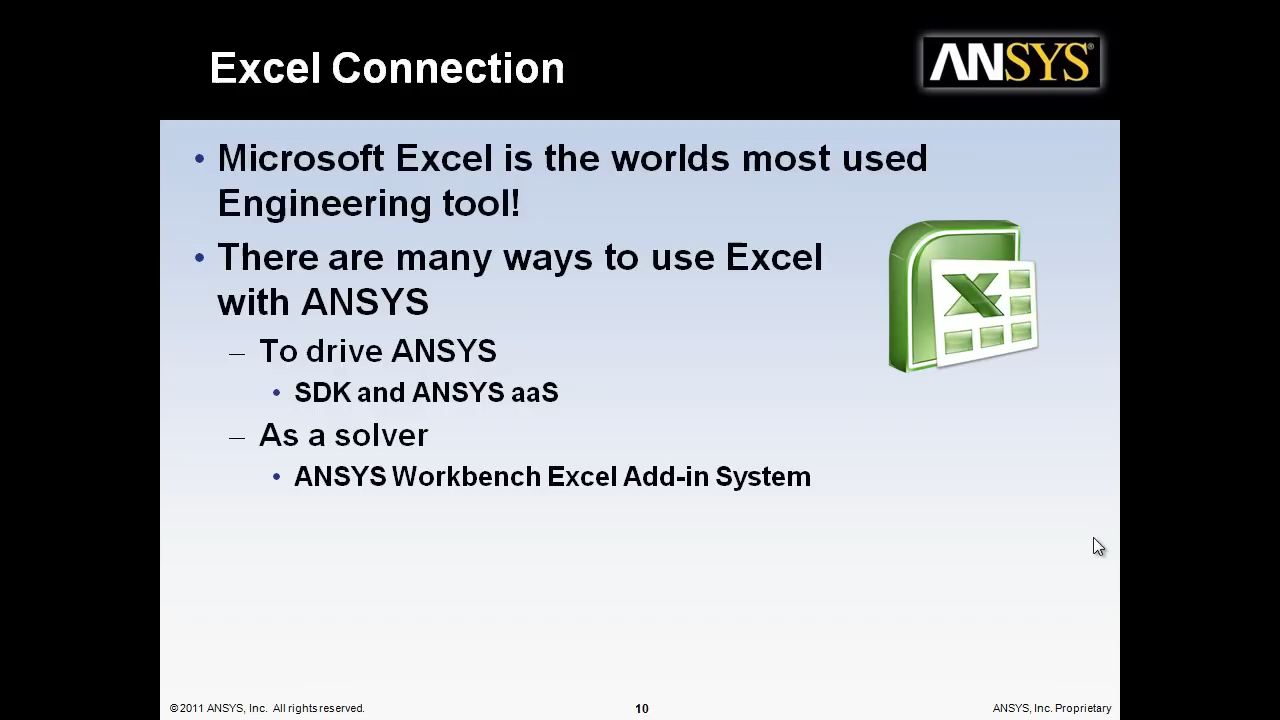 Excel Connection
ANSYS®
• Microsoft Excel is the worlds most used
Engineering tool!
• There are many ways to use Excel
with ANSYS
– To drive ANSYS
• SDK and ANSYS aaS
– As a solver
• ANSYS Workbench Excel Add-in System
© 2011 ANSYS, Inc. All rights reserved.
10
ANSYS, Inc. Proprietary